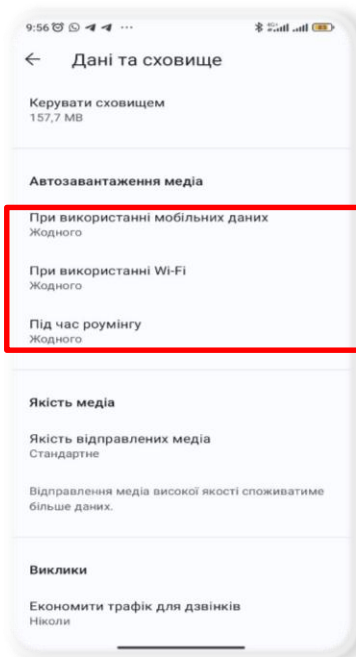 9:56
Дані та сховище
Керувати сховищем
157,7 MB
Автозавантаження медіа
При використанні мобільних даних
Жодного
При використанні Wi-Fi
Жодного
Під час роумінгу
Жодного
Якість медіа
Якість відправлених медіа
Стандартне
Відправлення медіа високої якості споживатиме
більше даних.
Виклики
Економити трафік для дзвінків
Ніколи